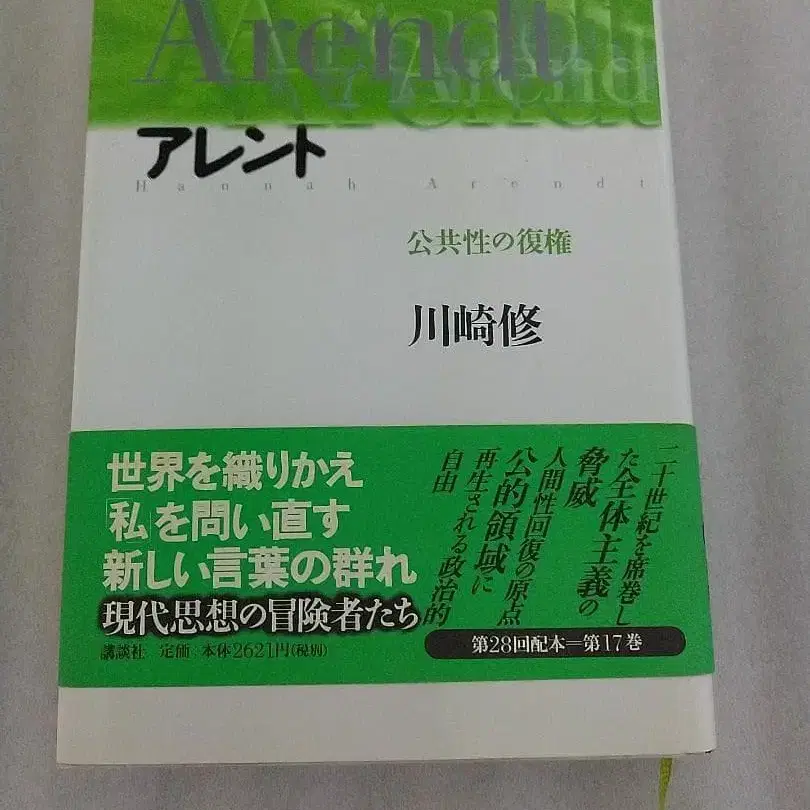 Arendt
Arendt
アレント
Hannah Arendt
公共性の復権
川崎修
世界を織りかえ
「私」を問い直す
新しい言葉の群れ
現代思想の冒険者たち
講談社 定価 本体2621円(税別)
二十世紀を席巻し
た全体主義の
脅威
人間性回復の原点
公的領域に
再生される政治的
自由
第28回配本=第17巻